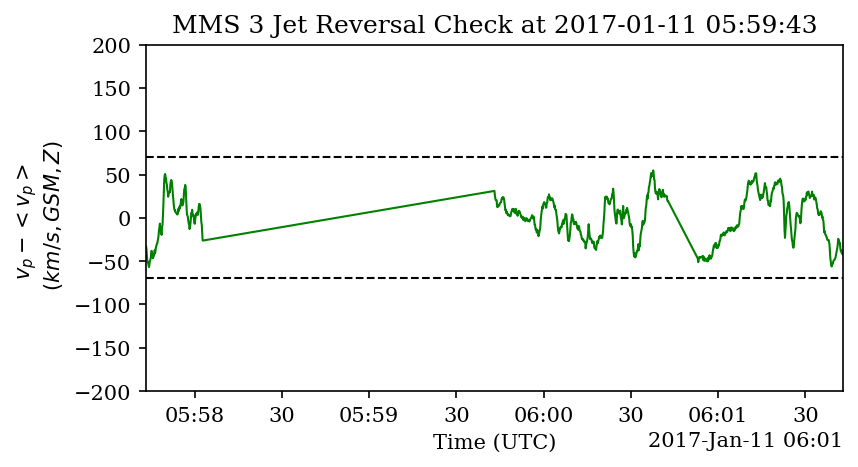 MMS 3 Jet Reversal Check at 2017-01-11 05:59:43
v_p − <v_p>
(km/s, GSM, Z)
200
150
100
50
0
−50
−100
−150
−200
05:58 30 05:59 30 06:00 30 06:01 30
Time (UTC) 2017-Jan-11 06:01